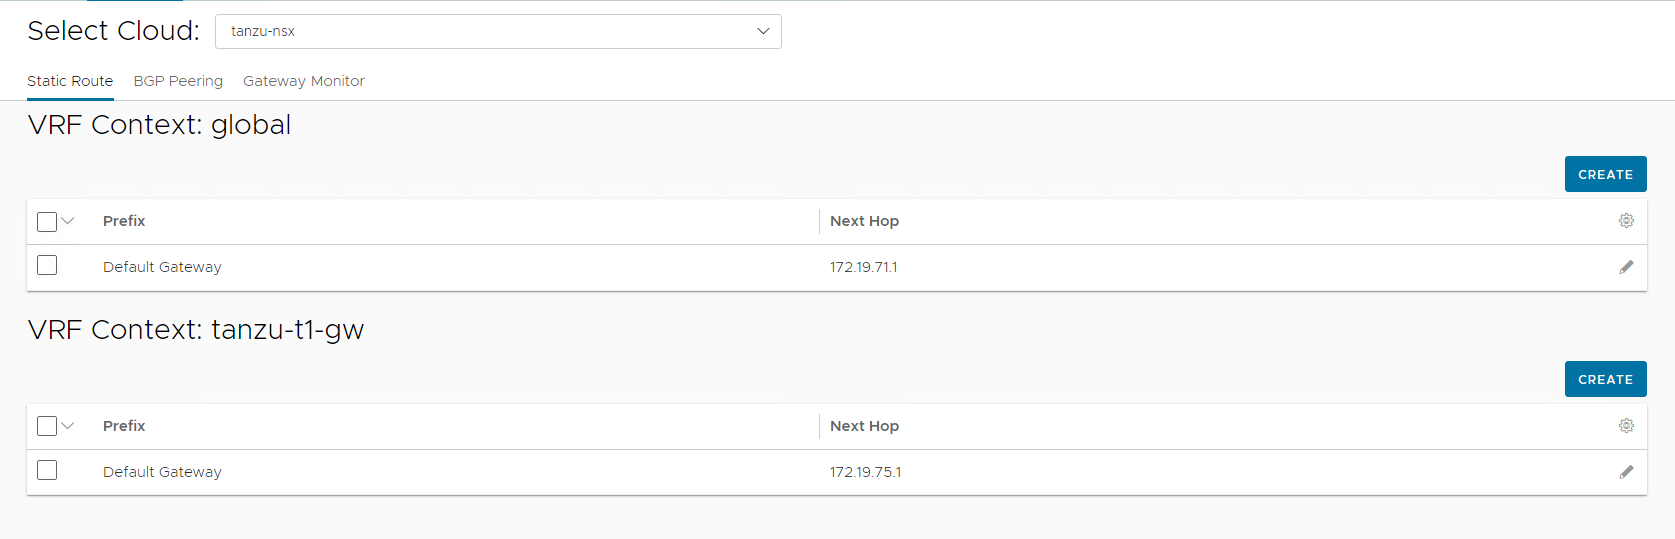 Select Cloud: tanzu-nsx
Static Route BGP Peering Gateway Monitor
VRF Context: global
CREATE
Prefix Next Hop
Default Gateway 172.19.71.1
VRF Context: tanzu-t1-gw
CREATE
Prefix Next Hop
Default Gateway 172.19.75.1